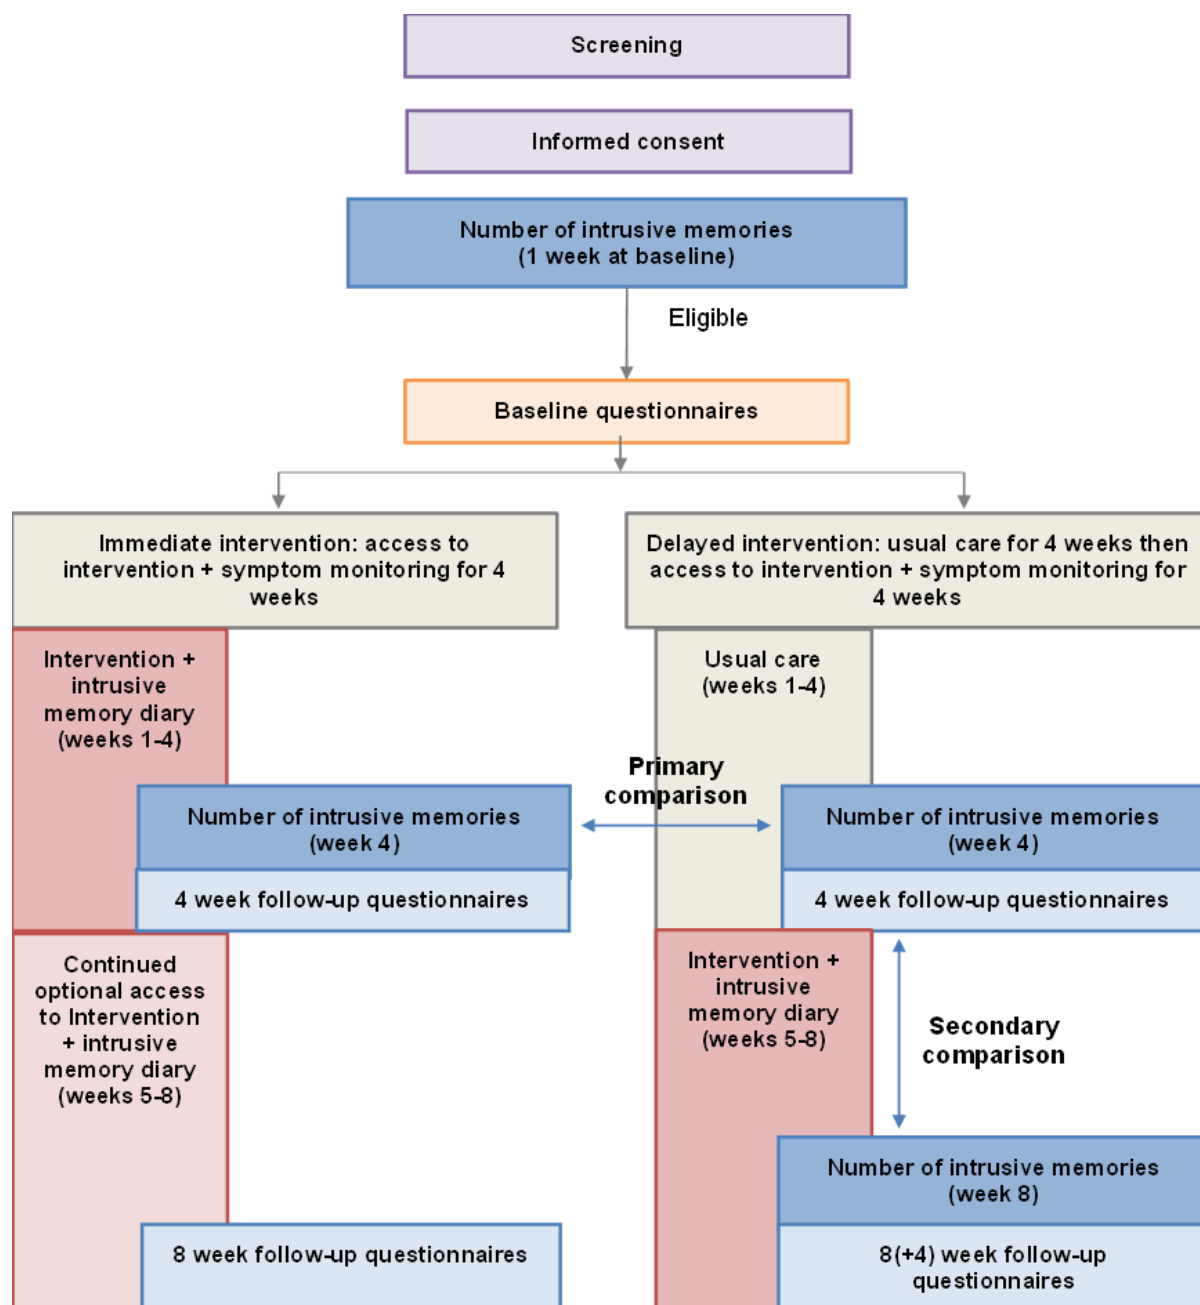 Screening
Informed consent
Number of intrusive memories
(1 week at baseline)
Eligible
Baseline questionnaires
Immediate intervention: access to
intervention + symptom monitoring for 4
weeks
Delayed intervention: usual care for 4 weeks then
access to intervention + symptom monitoring for
4 weeks
Intervention +
intrusive
memory diary
(weeks 1-4)
Usual care
(weeks 1-4)
Primary
comparison
Number of intrusive memories
(week 4)
4 week follow-up questionnaires
Number of intrusive memories
(week 4)
4 week follow-up questionnaires
Continued
optional access
to Intervention
+ intrusive
memory diary
(weeks 5-8)
Intervention +
intrusive
memory diary
(weeks 5-8)
Secondary
comparison
Number of intrusive memories
(week 8)
8 week follow-up questionnaires
8(+4) week follow-up
questionnaires